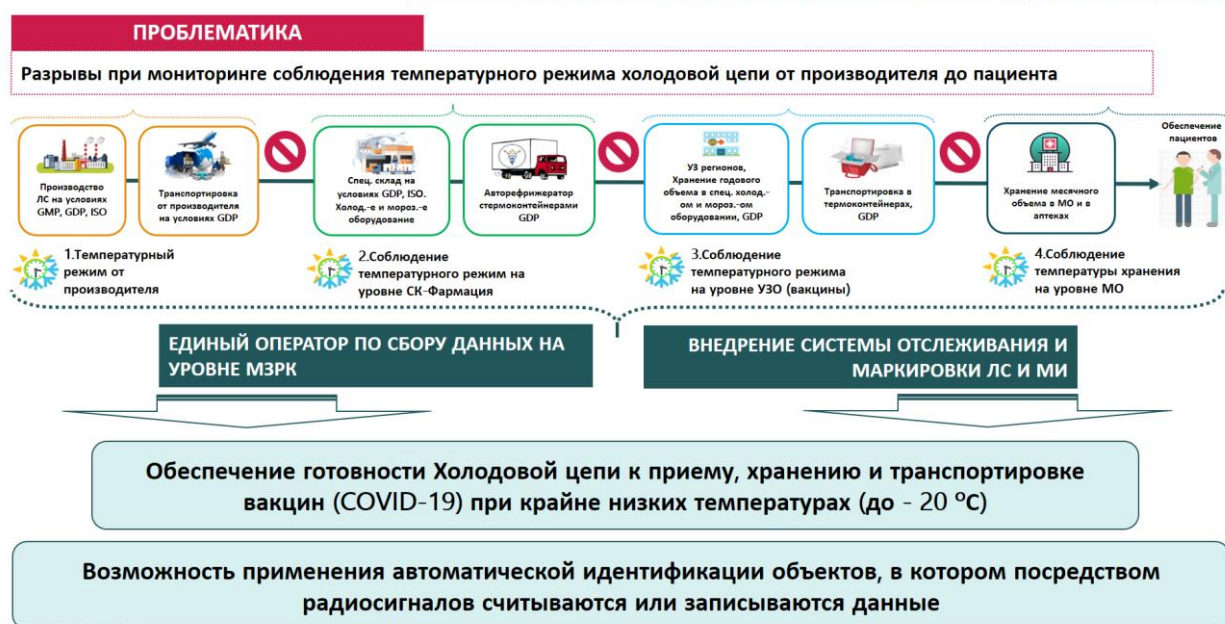 ПРОБЛЕМАТИКА
Разрывы при мониторинге соблюдения температурного режима холодовой цепи от производителя до пациента
Производство
ЛС на условиях
GMP, GDP, ISO
Транспортировка
от производителя
на условиях GDP
Спец. склад на
условиях GDP, ISO.
Холод.-е и мороз.-е
оборудование
Авторефрижератор
стермоконтейнерами
GDP
УЗ регионов,
Хранение годового
объема в спец. холод.-
ом и мороз.-ом
оборудовании, GDP
Транспортировка в
термоконтейнерах,
GDP
Хранение месячного
объема в МО и в
аптеках
Обеспечение
пациентов
1.Температурный
режим от
производителя
2.Соблюдение
температурного режим на
уровне СК-Фармация
3.Соблюдение
температурного режима
на уровне УЗО (вакцины)
4.Соблюдение
температуры хранения
на уровне МО
ЕДИНЫЙ ОПЕРАТОР ПО СБОРУ ДАННЫХ НА
УРОВНЕ МЗРК
ВНЕДРЕНИЕ СИСТЕМЫ ОТСЛЕЖИВАНИЯ И
МАРКИРОВКИ ЛС И МИ
Обеспечение готовности Холодовой цепи к приему, хранению и транспортировке
вакцин (COVID-19) при крайне низких температурах (до - 20 °С)
Возможность применения автоматической идентификации объектов, в котором посредством
радиосигналов считываются или записываются данные